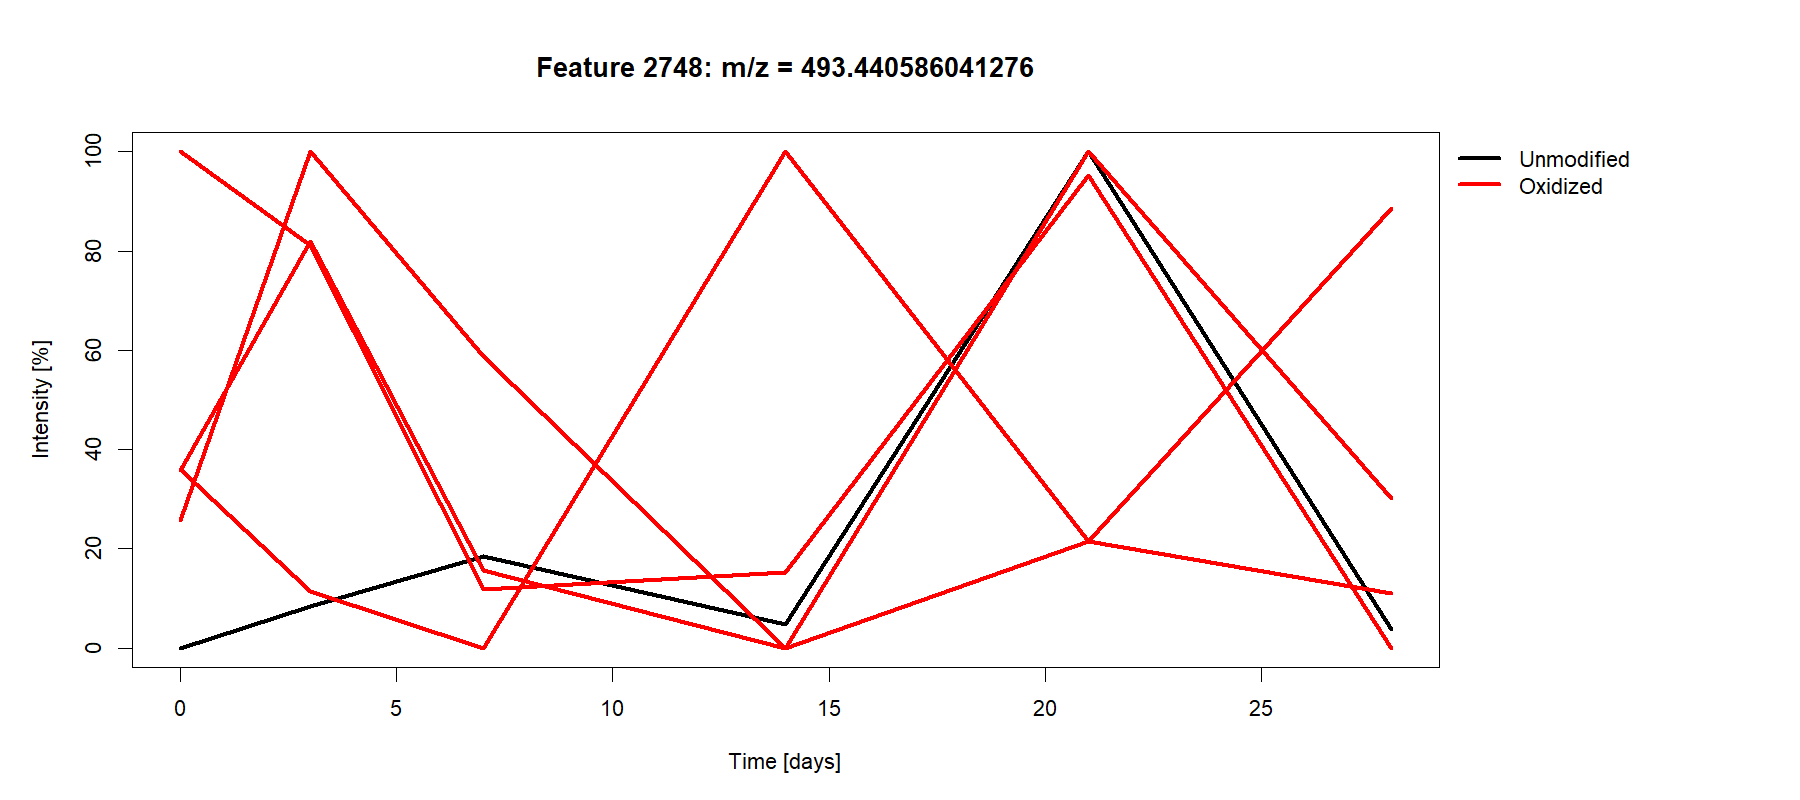 Feature 2748: m/z = 493.440586041276
Unmodified
Oxidized
Intensity [%]
100
80
60
40
20
0
0 5 10 15 20 25
Time [days]